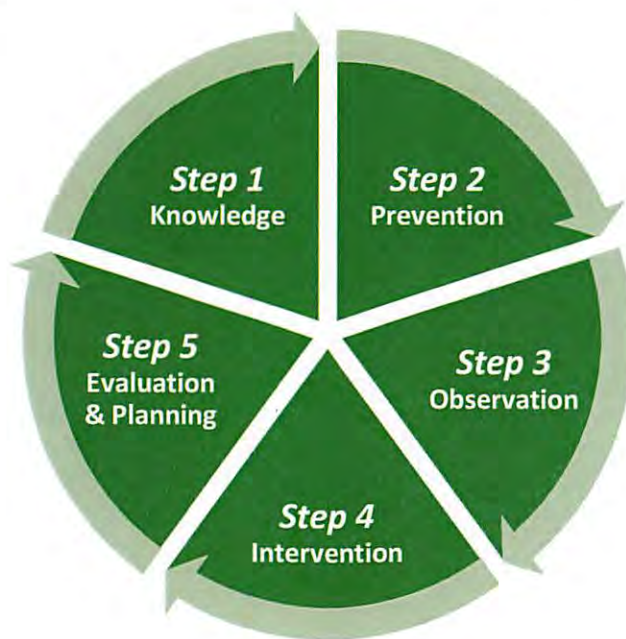 Step 1
Knowledge
Step 2
Prevention
Step 3
Observation
Step 4
Intervention
Step 5
Evaluation
& Planning